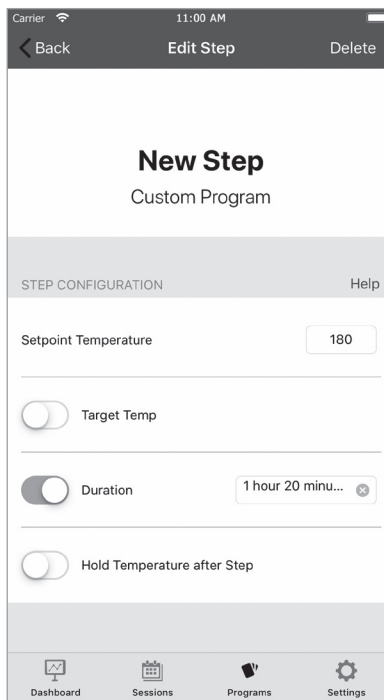 Carrier 11:00 AM
Back Edit Step Delete
New Step
Custom Program
STEP CONFIGURATION Help
Setpoint Temperature 180
Target Temp
Duration 1 hour 20 minu...
Hold Temperature after Step
Dashboard Sessions Programs Settings